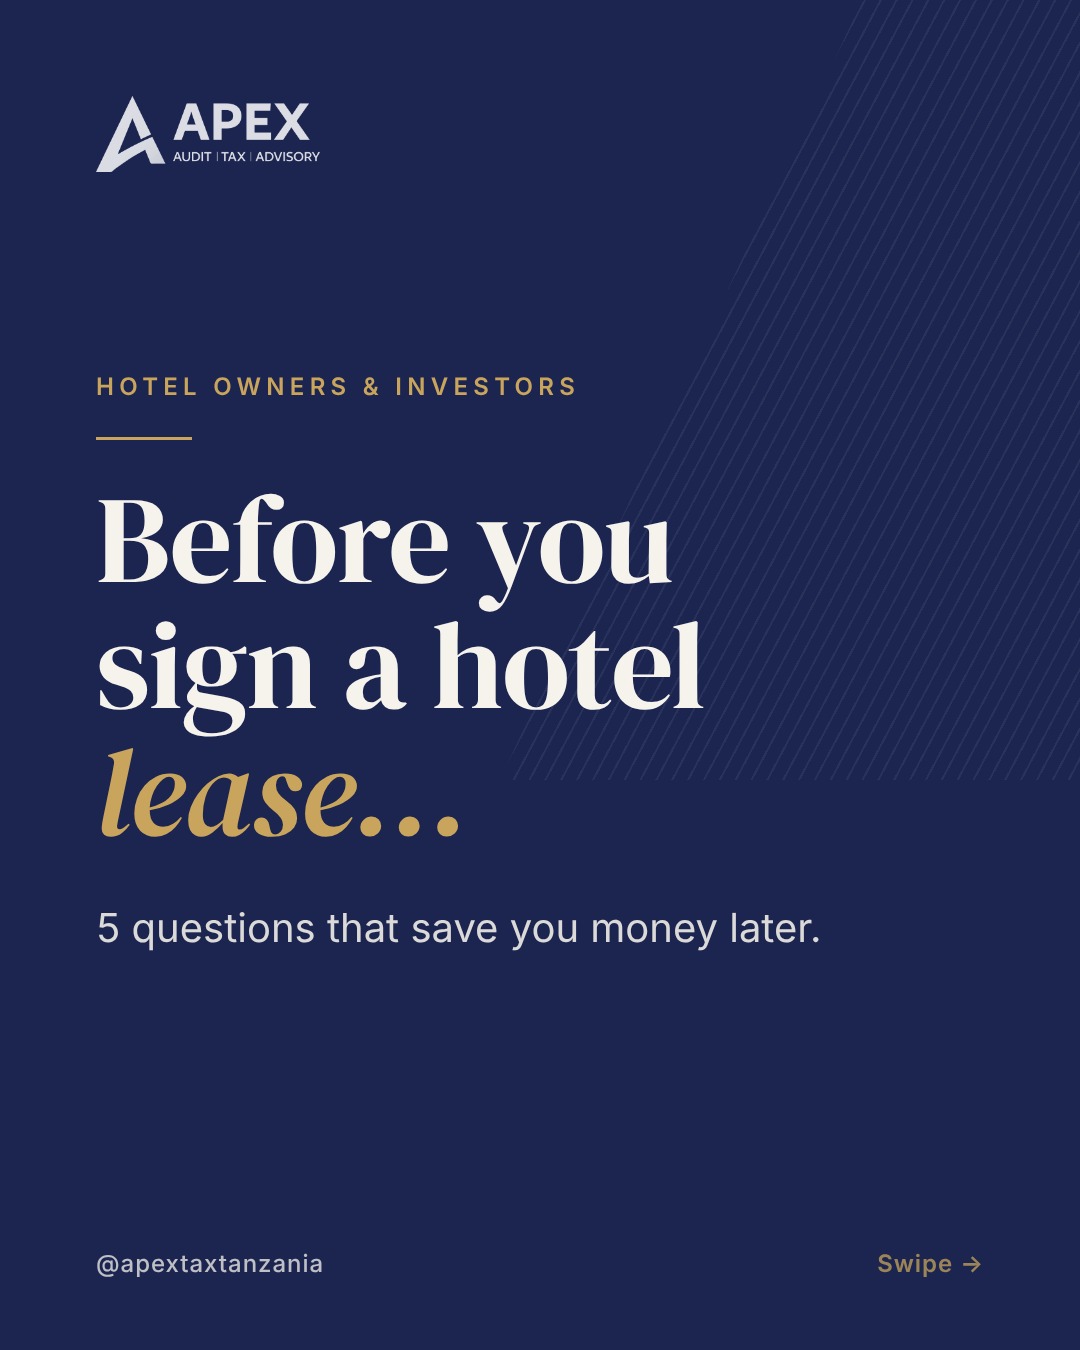 APEX
AUDIT | TAX | ADVISORY
HOTEL OWNERS & INVESTORS
Before you
sign a hotel
lease...
5 questions that save you money later.
@apextaxtanzania
Swipe →